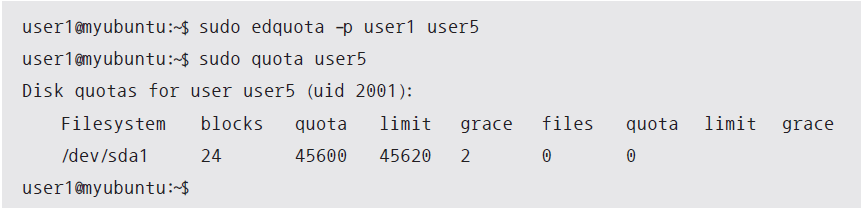 user1@myubuntu:~$ sudo edquota -p user1 user5
user1@myubuntu:~$ sudo quota user5
Disk quotas for user user5 (uid 2001):
Filesystem blocks quota limit grace files quota limit grace
/dev/sda1 24 45600 45620 2 0 0
user1@myubuntu:~$